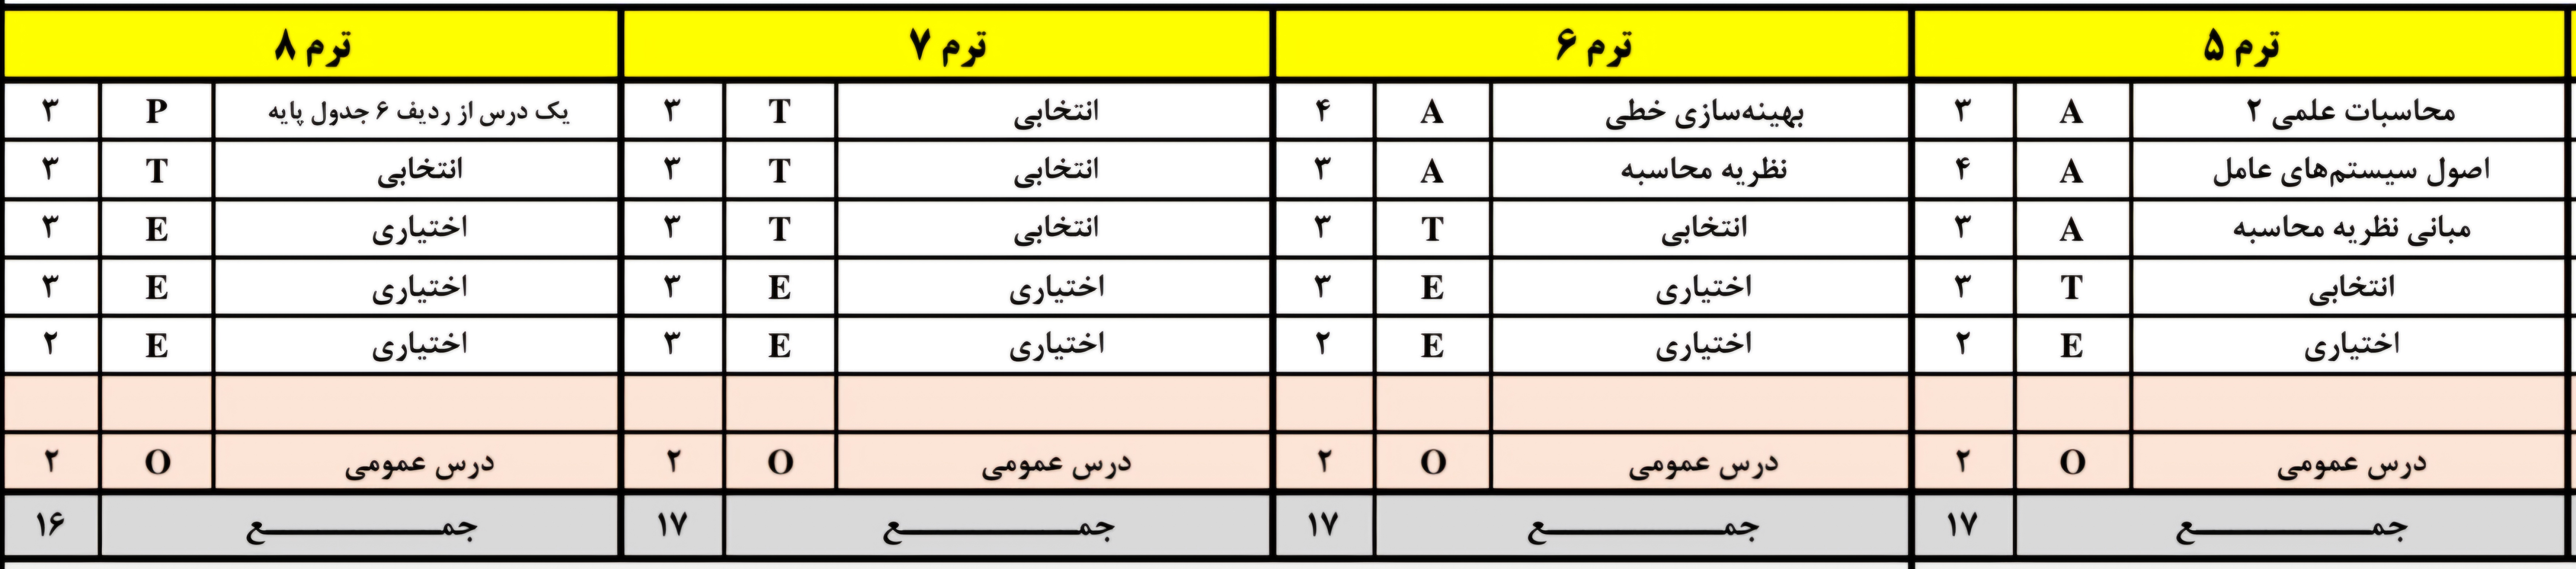 ترم ۵ ترم ۶ ترم ۷ ترم ۸
محاسبات علمی ۲ A ۳ بهینه‌سازی خطی A ۴ انتخابی T ۳ یک درس از ردیف ۶ جدول پایه P ۳
اصول سیستم‌های عامل A ۴ نظریه محاسبه A ۳ انتخابی T ۳ انتخابی T ۳
مبانی نظریه محاسبه A ۳ انتخابی T ۳ انتخابی T ۳ اختیاری E ۳
انتخابی T ۳ اختیاری E ۳ اختیاری E ۳ اختیاری E ۳
اختیاری E ۲ اختیاری E ۲ اختیاری E ۳ اختیاری E ۲
درس عمومی O ۲ درس عمومی O ۲ درس عمومی O ۲ درس عمومی O ۲
جمـــــع ۱۷ جمـــــع ۱۷ جمـــــع ۱۷ جمـــــع ۱۶